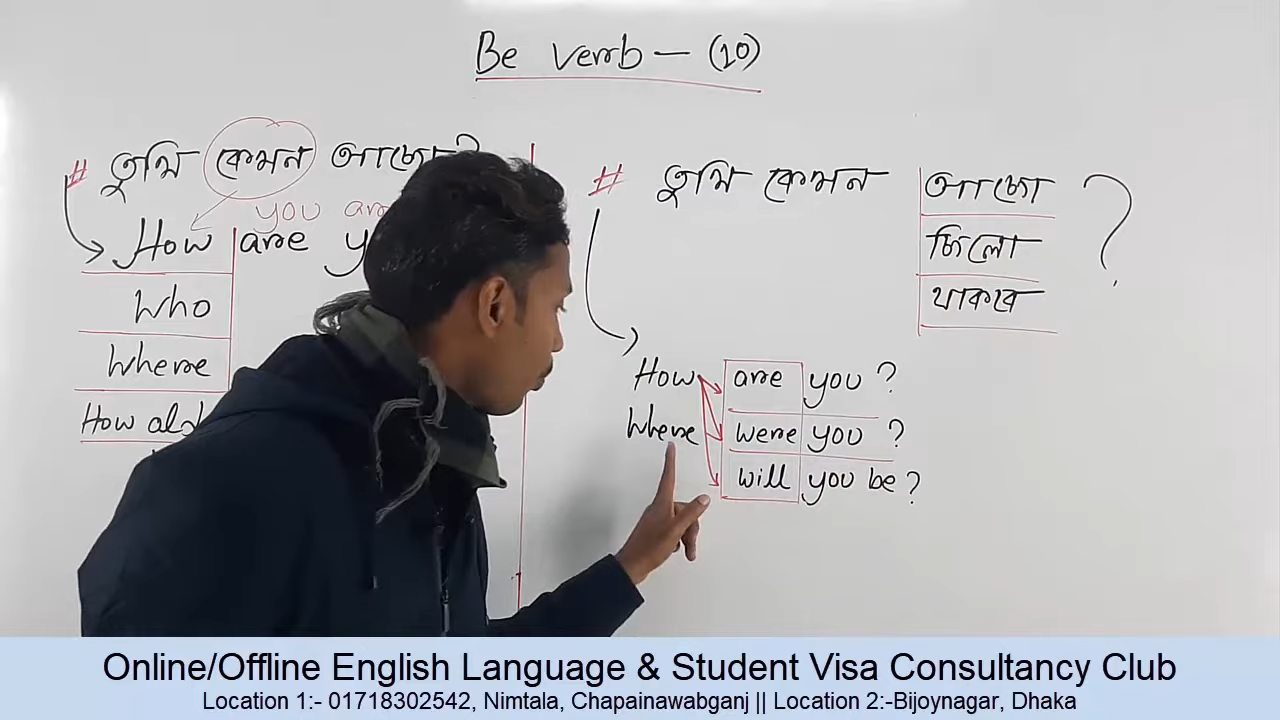 Be verb – (10)
# তুমি কেমন আছো?
you are
How are
Who
Where
How old
# তুমি কেমন আছো ?
ছিলে
থাকবে
How are you ?
Where were you ?
will you be ?
Online/Offline English Language & Student Visa Consultancy Club
Location 1:- 01718302542, Nimtala, Chapainawabganj || Location 2:-Bijoynagar, Dhaka